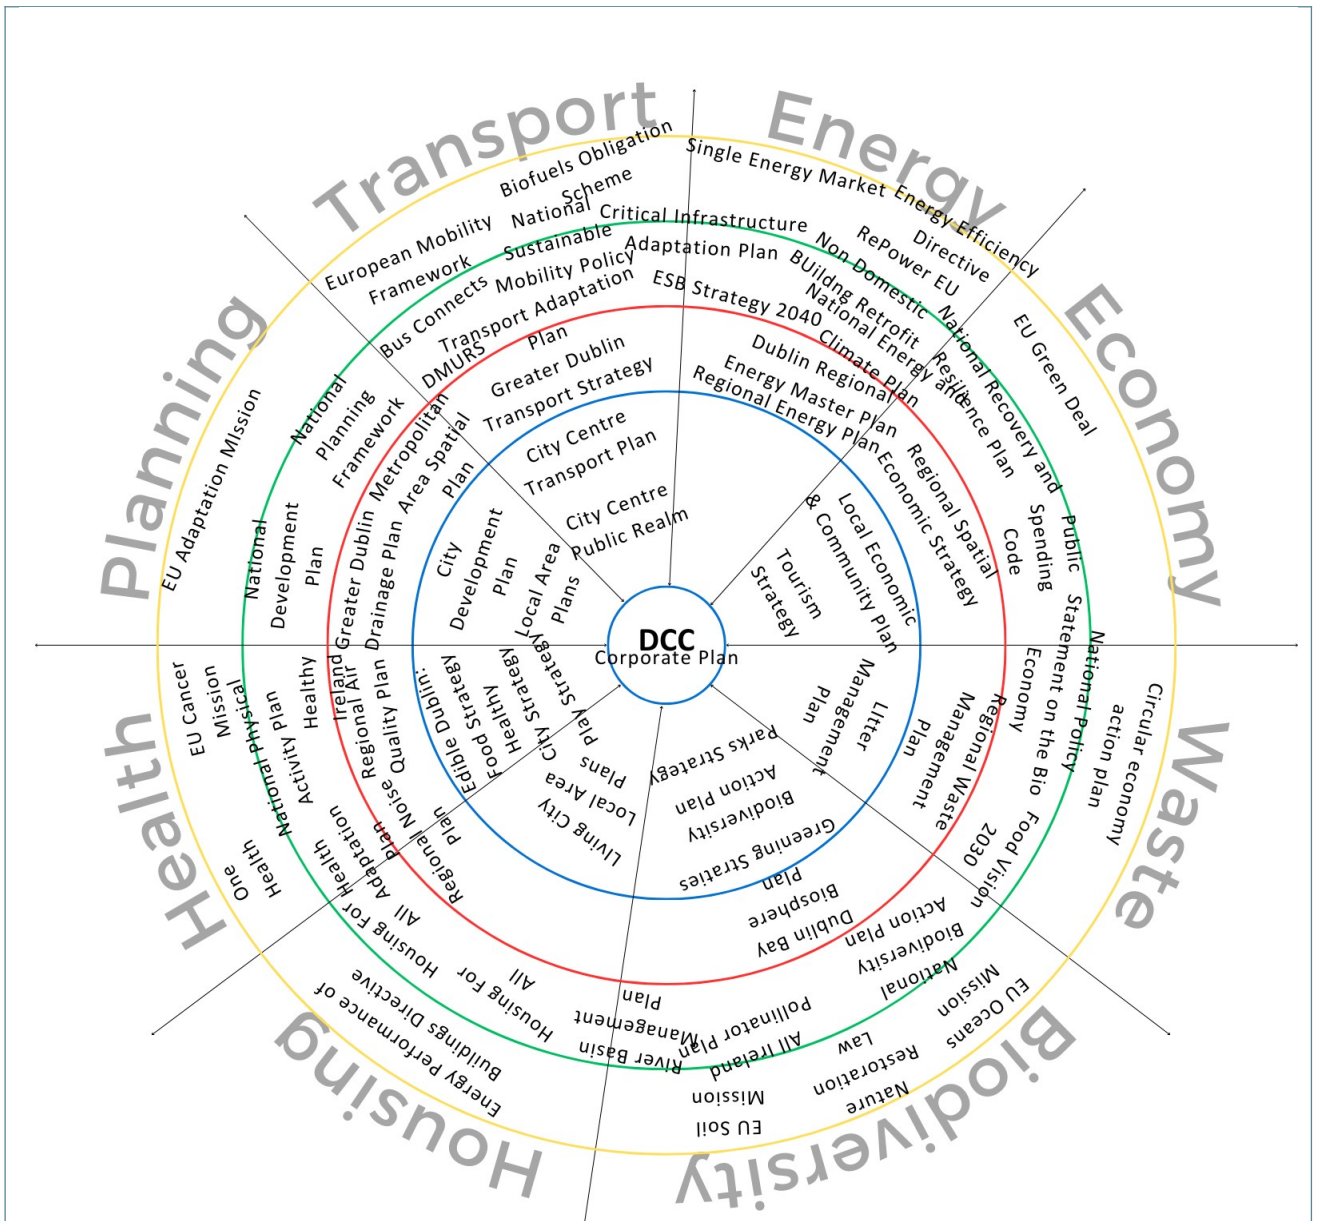 Transport
Biofuels Obligation
Scheme
European Mobility
Framework
National
Sustainable
Mobility Policy
Bus Connects
Transport Adaptation
Plan
DMURS
Greater Dublin
Transport Strategy
City Centre
Transport Plan
City Centre
Public Realm
Energy
Single Energy Market
Energy Efficiency
Directive
RePower EU
Critical Infrastructure
Adaptation Plan
Non Domestic
BUildng Retrofit
National Energy and
Climate Plan
ESB Strategy 2040
Dublin Regional
Energy Master Plan
Regional Energy Plan
Economy
EU Green Deal
National Recovery and
Resilience Plan
Public
Spending
Code
Regional Spatial
Economic Strategy
Local Economic
& Community Plan
Tourism
Strategy
Waste
Circular economy
action plan
National Policy
Statement on the Bio
Economy
Food Vision
2030
Regional Waste
Management
Plan
Litter
Management
Plan
Biodiversity
EU Oceans
Mission
Nature
Restoration
Law
EU Soil
Mission
National
Biodiversity
Action Plan
All Ireland
Pollinator Plan
River Basin
Management
Plan
Dublin Bay
Biosphere
Plan
Greening Straties
Biodiversity
Action Plan
Parks Strategy
Housing
Energy Performance of
Buildings Directive
Housing For
All
Housing For
All
Living City
Local Area
Plans
Health
EU Cancer
Mission
One
Health
National Physical
Activity Plan
Healthy
Ireland
Health
Adaptation
Plan
Regional Air
Quality Plan
Regional Noise
Plan
Edible Dublin:
Food Strategy
Healthy
City Strategy
Play Strategy
Planning
EU Adaptation MIssion
National
Planning
Framework
National
Development
Plan
Metropolitan
Area Spatial
Plan
Greater Dublin
Drainage Plan
City
Development
Plan
Local Area
Plans
DCC
Corporate Plan